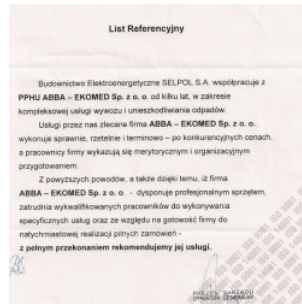 List Referencyjny
Budownictwo Elektroenergetyczne SELPOL S.A. współpracuje z
PPHU ABBA – EKOMED Sp. z o. o. od kilku lat, w zakresie
kompleksowej usługi wywozu i unieszkodliwiania odpadów.
Usługi przez nas zlecane firma ABBA – EKOMED Sp. z o. o.
wykonuje sprawnie, rzetelnie i terminowo – po konkurencyjnych cenach,
a pracownicy firmy wykazują się merytorycznym i organizacyjnym
przygotowaniem.
Z powyższych powodów, a także dzięki temu, iż firma
ABBA – EKOMED Sp. z o. o. - dysponuje profesjonalnym sprzętem,
zatrudnia wykwalifikowanych pracowników do wykonywania
specyficznych usług oraz ze względu na gotowość firmy do
natychmiastowej realizacji pilnych zamówień -
z pełnym przekonaniem rekomendujemy jej usługi.
PREZES ZARZĄDU
DYREKTOR GENERALNY